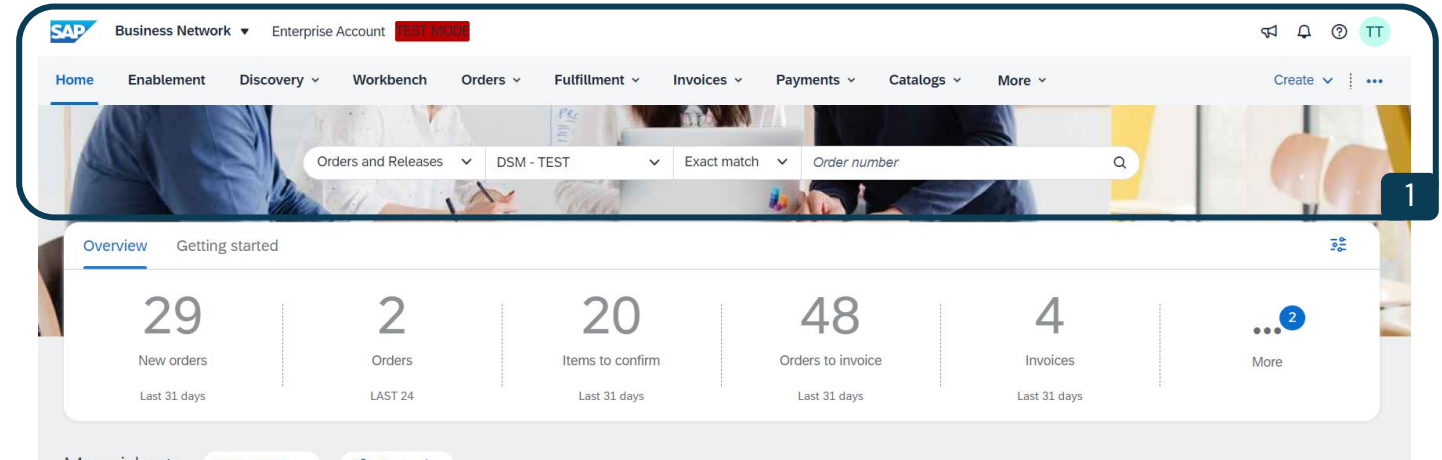 SAP Business Network Enterprise Account TEST MODE TT
Home Enablement Discovery Workbench Orders Fulfillment Invoices Payments Catalogs More Create
Orders and Releases DSM - TEST Exact match Order number
1
Overview Getting started
29 2 20 48 4 ... 2
New orders Orders Items to confirm Orders to invoice Invoices More
Last 31 days LAST 24 Last 31 days Last 31 days Last 31 days